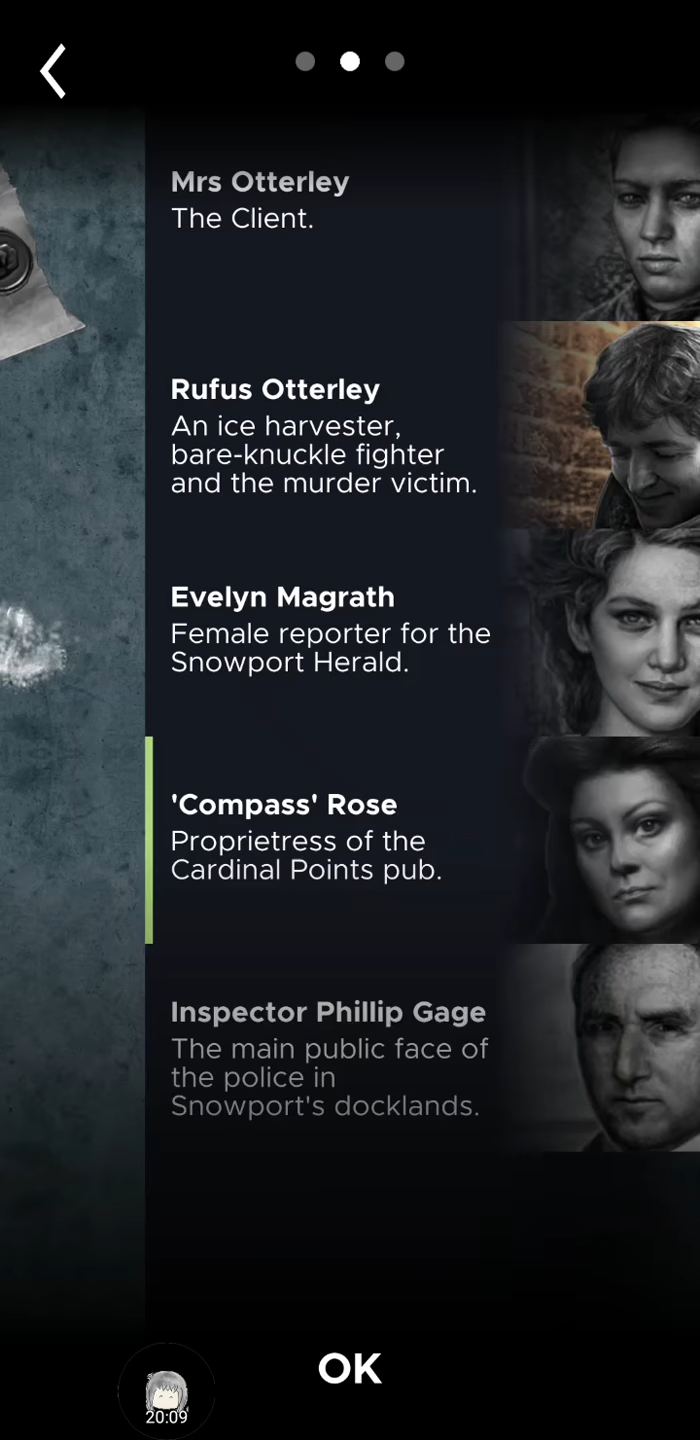 Mrs Otterley
The Client.
Rufus Otterley
An ice harvester,
bare-knuckle fighter
and the murder victim.
Evelyn Magrath
Female reporter for the
Snowport Herald.
'Compass' Rose
Proprietress of the
Cardinal Points pub.
Inspector Phillip Gage
The main public face of
the police in
Snowport's docklands.
OK
20:09